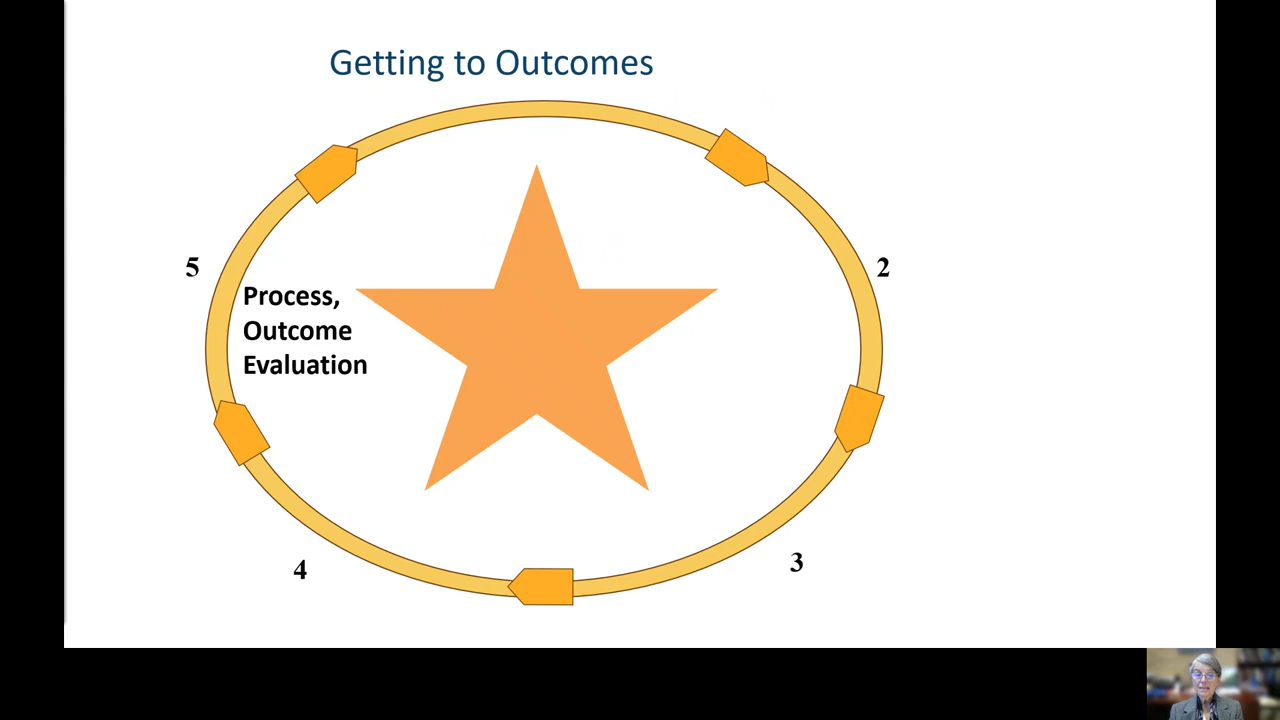 Getting to Outcomes
2
3
4
5
Process,
Outcome
Evaluation